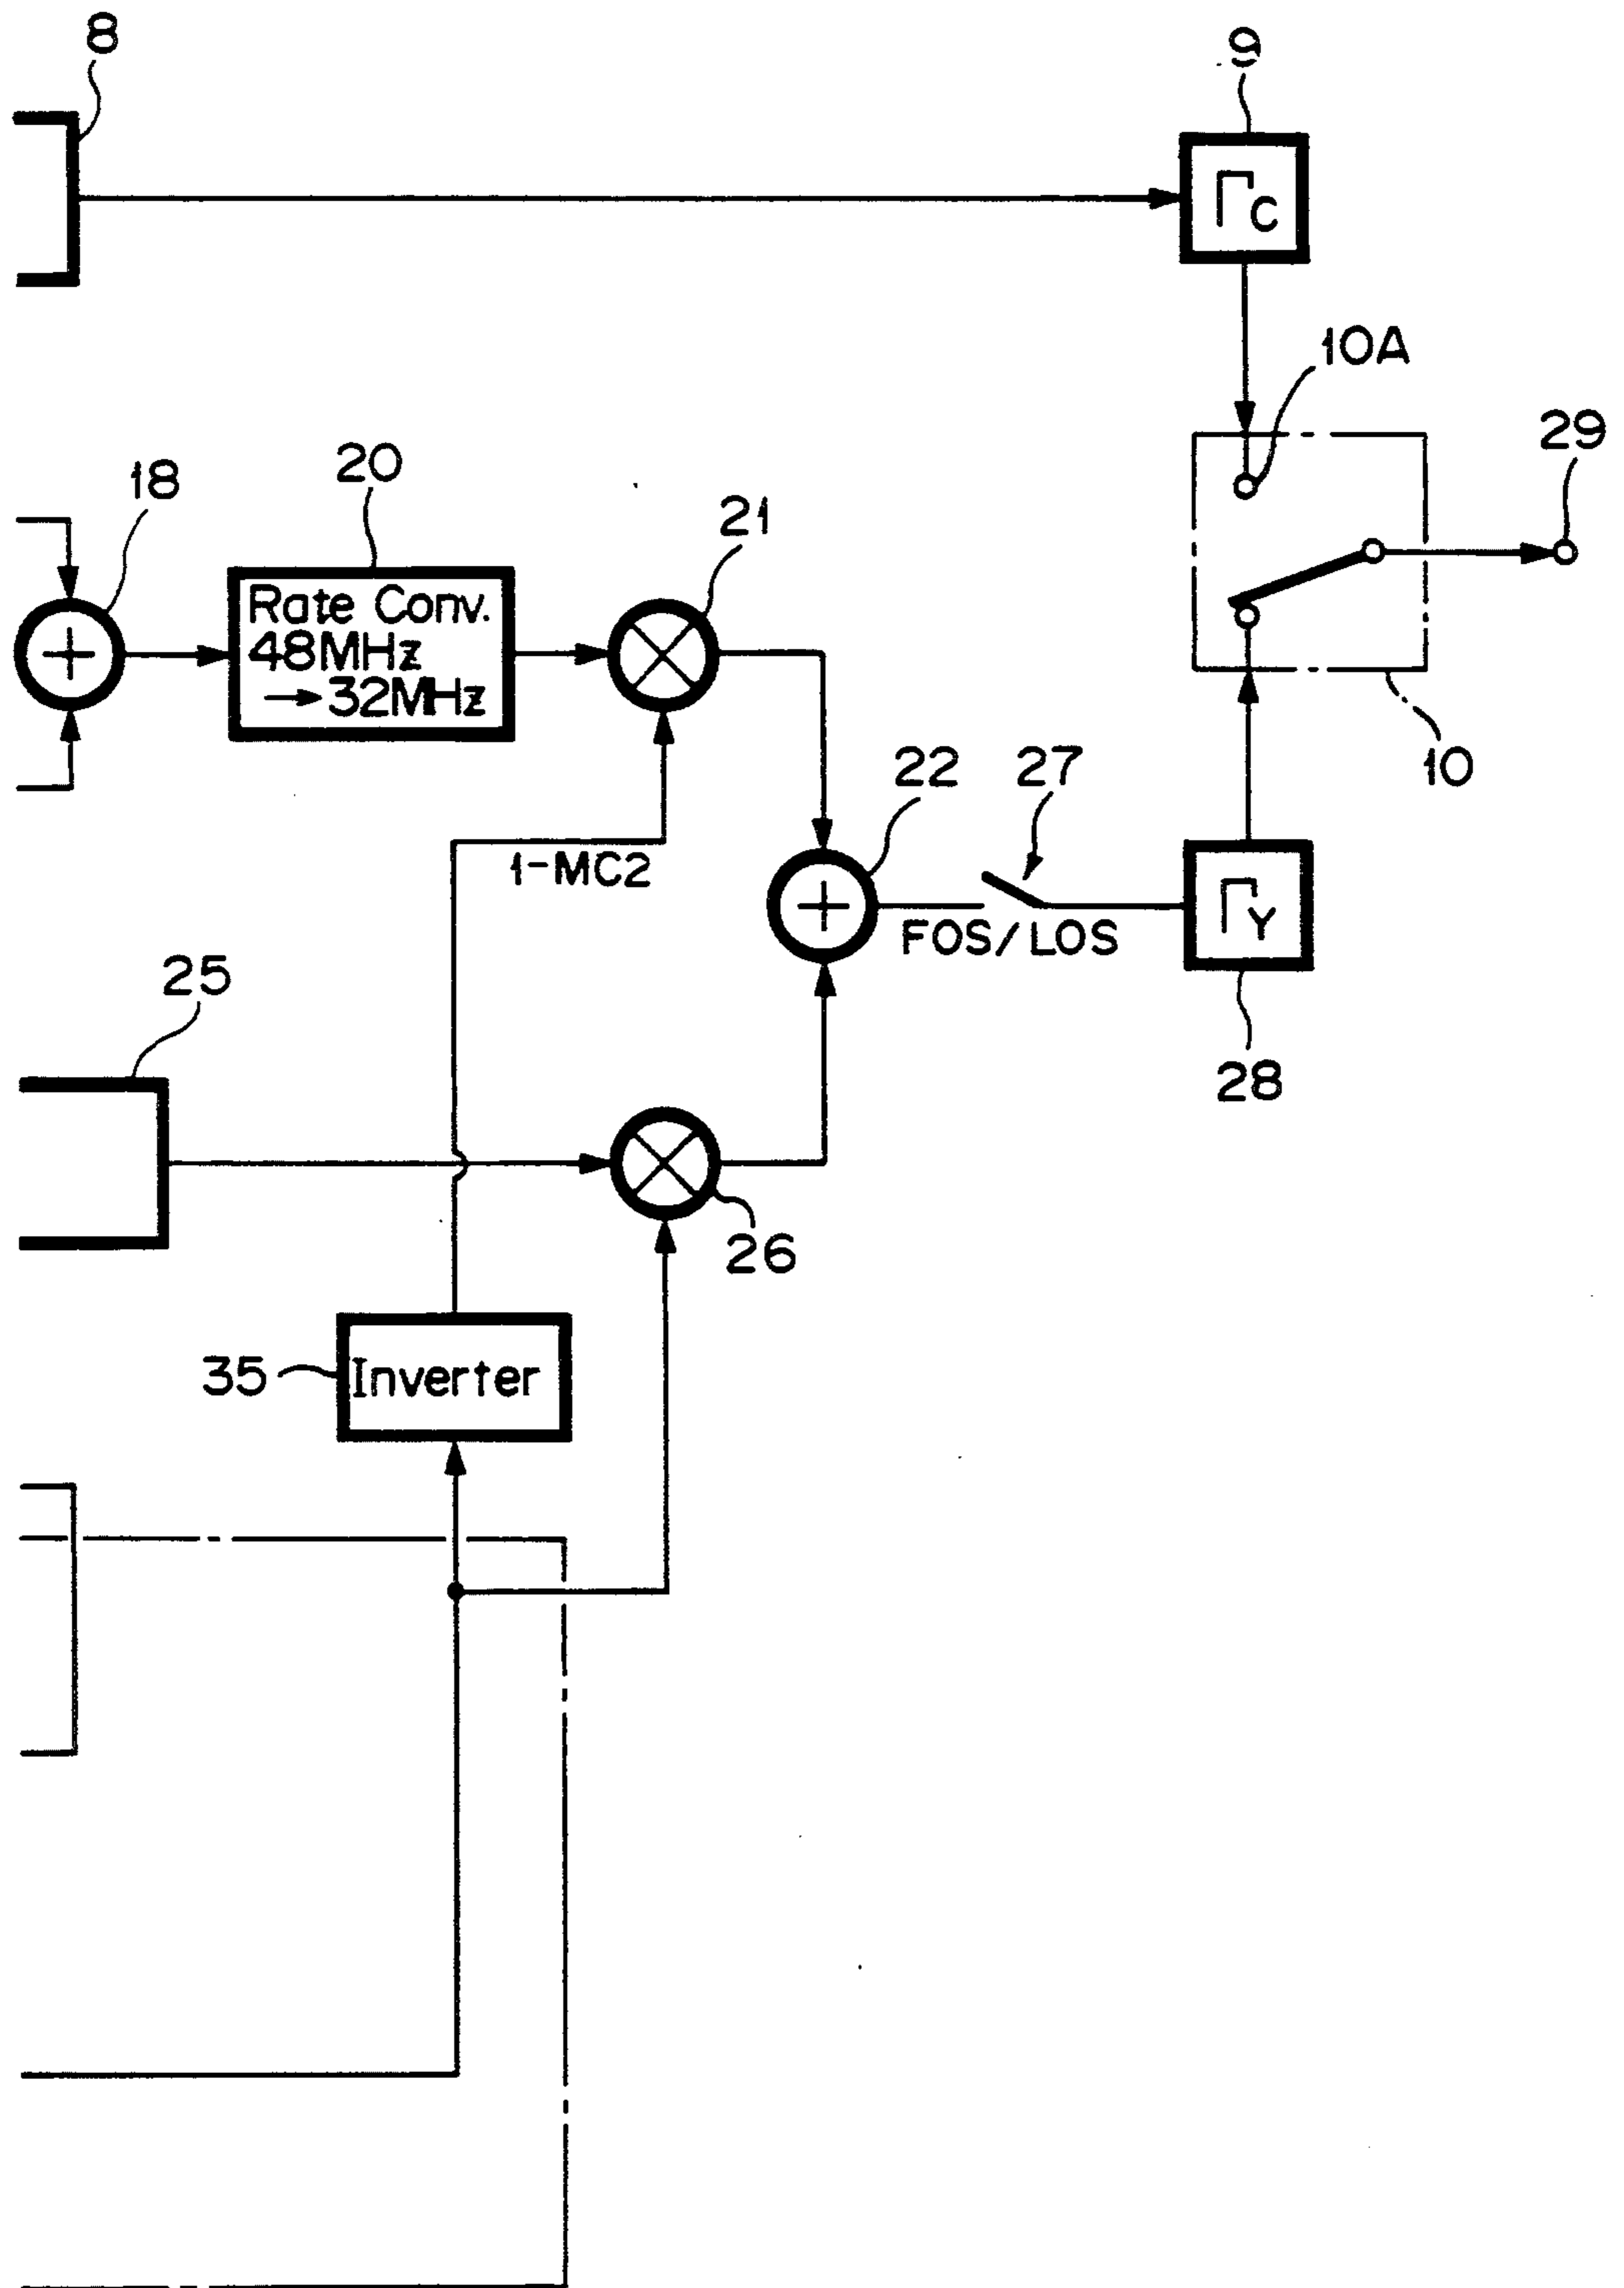 8
9
ΓC
10A
29
18
20
21
Rate Conv.
48MHz
→32MHz
10
22
27
1-MC2
FOS/LOS
ΓY
25
28
26
35
Inverter